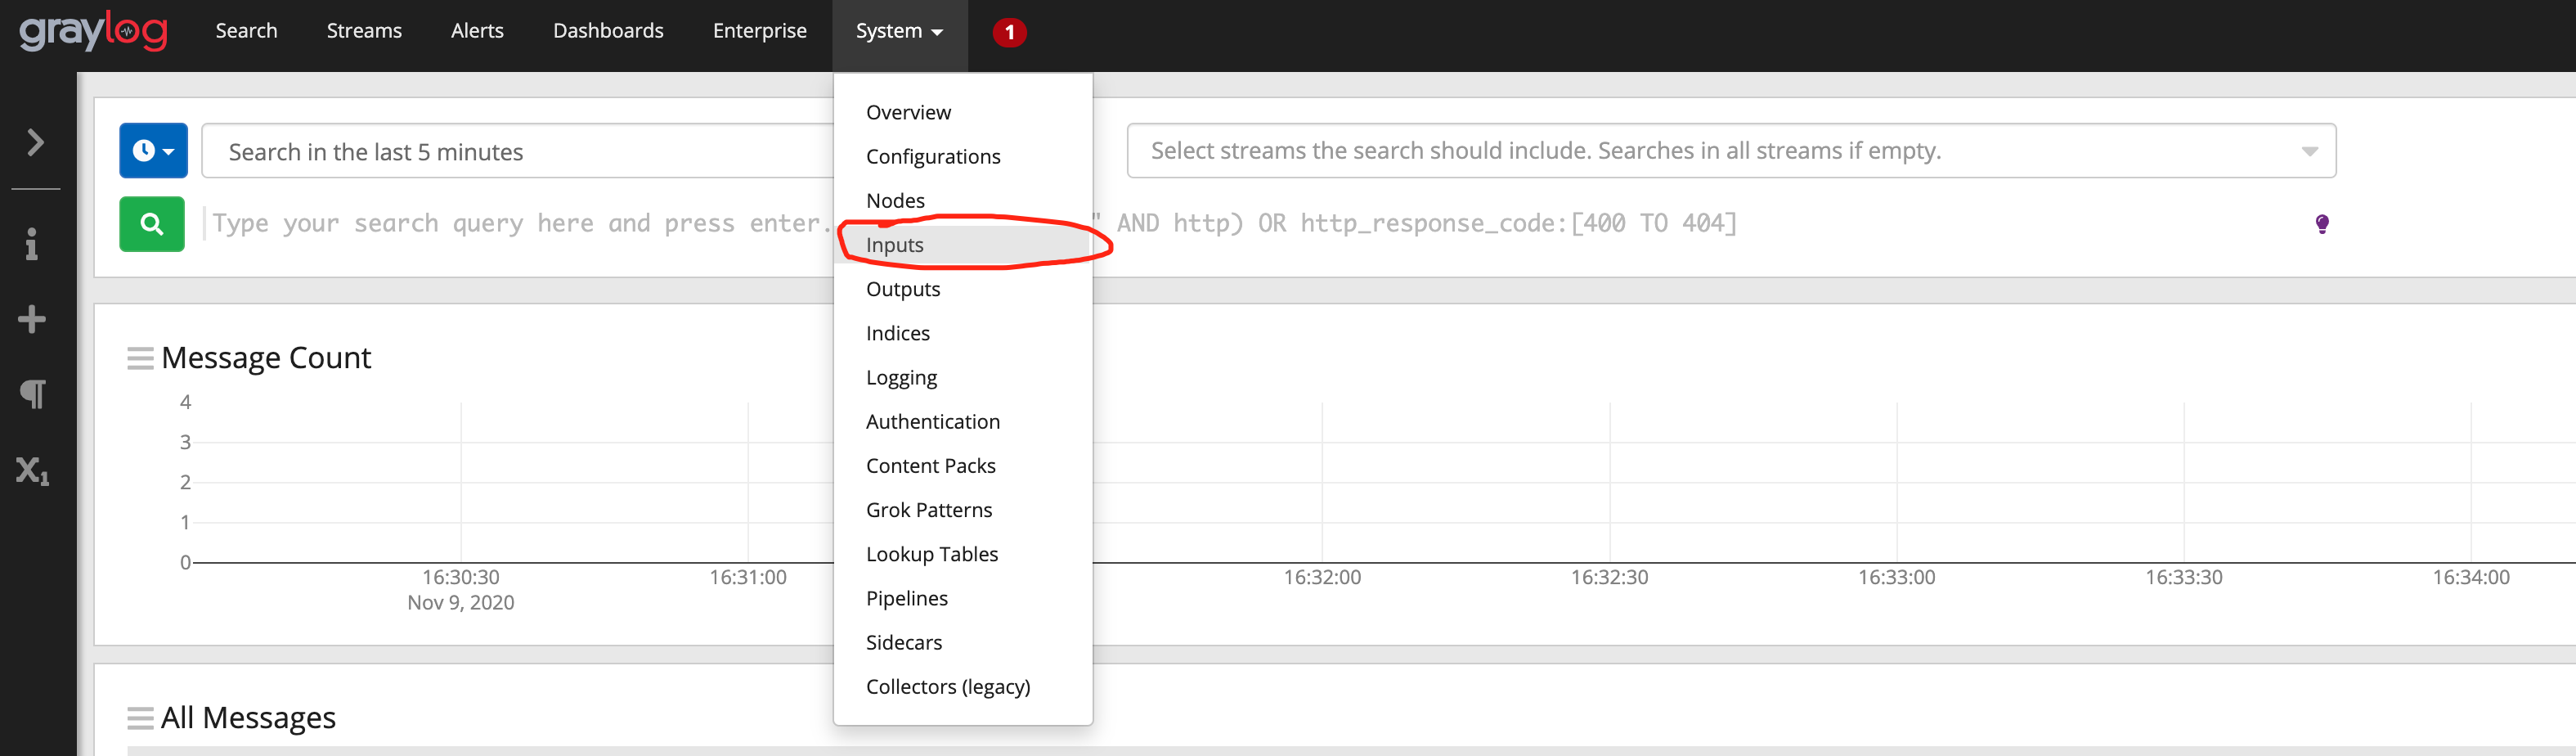 graylog Search Streams Alerts Dashboards Enterprise System 1
Overview
Configurations
Nodes
Inputs
Outputs
Indices
Logging
Authentication
Content Packs
Grok Patterns
Lookup Tables
Pipelines
Sidecars
Collectors (legacy)
Search in the last 5 minutes
Select streams the search should include. Searches in all streams if empty.
Type your search query here and press enter. " AND http) OR http_response_code:[400 TO 404]
X1
Message Count
4
3
2
1
0
16:30:30 16:31:00 16:32:00 16:32:30 16:33:00 16:33:30 16:34:00
Nov 9, 2020
All Messages